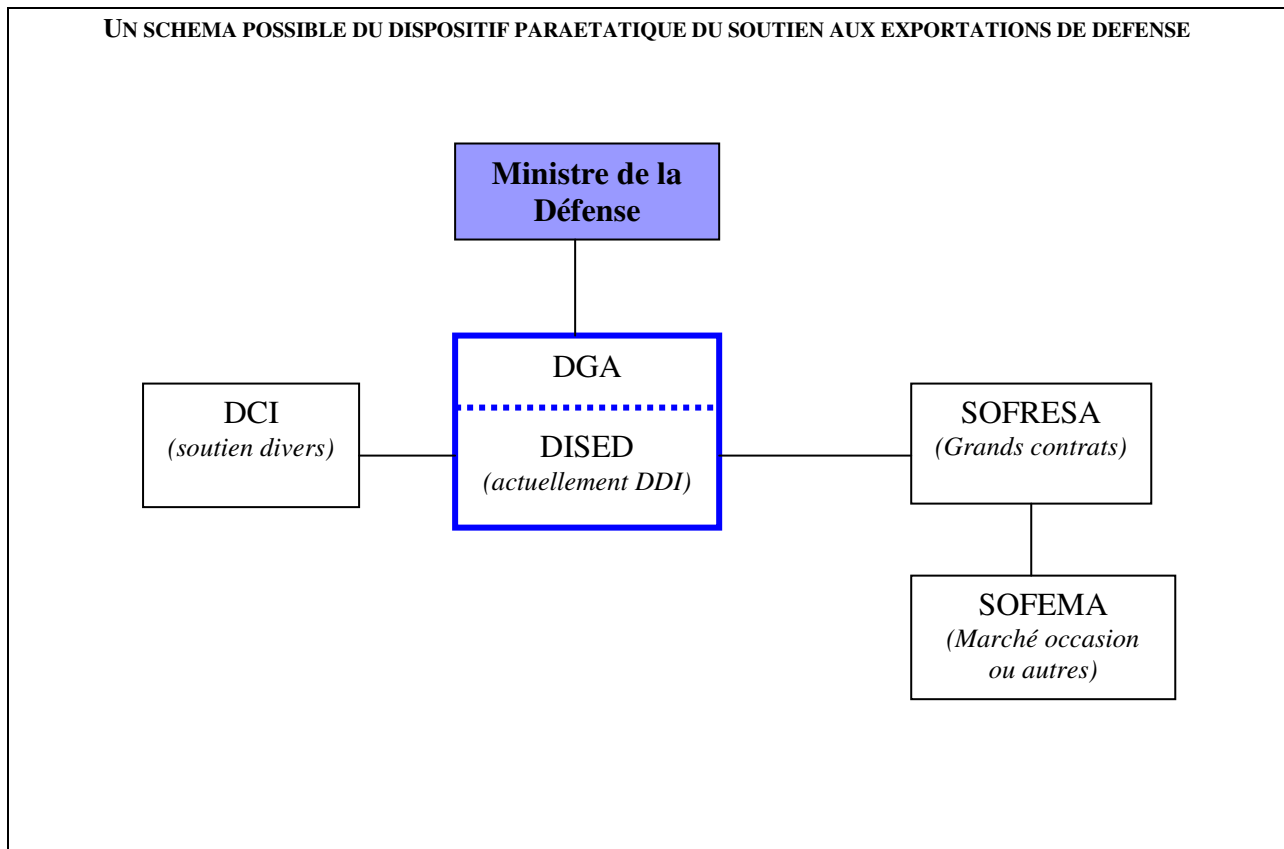 UN SCHEMA POSSIBLE DU DISPOSITIF PARAETATIQUE DU SOUTIEN AUX EXPORTATIONS DE DEFENSE
Ministre de la
Défense
DGA
DISED
(actuellement DDI)
DCI
(soutien divers)
SOFRESA
(Grands contrats)
SOFEMA
(Marché occasion
ou autres)